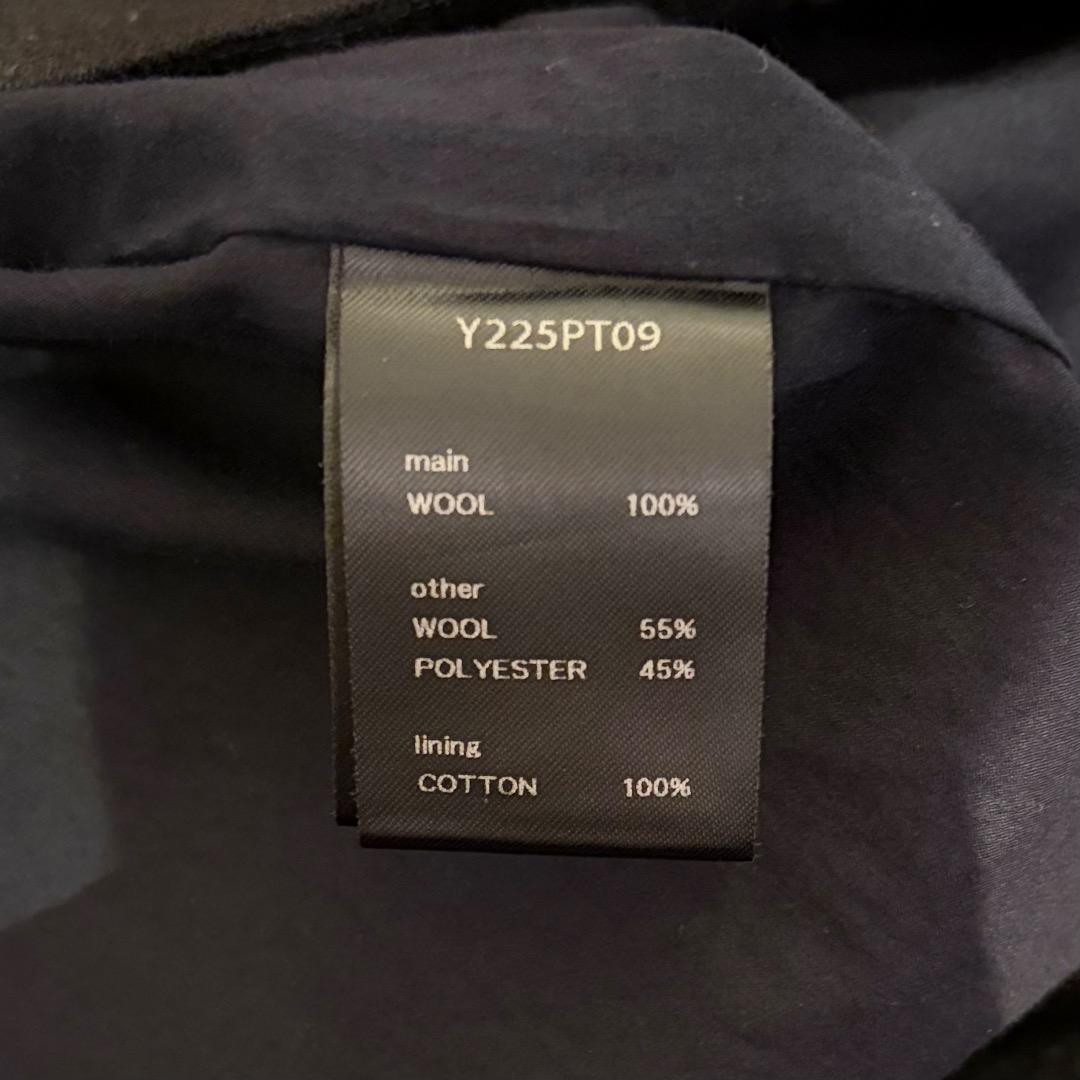 Y225PT09
main
WOOL 100%
other
WOOL 55%
POLYESTER 45%
lining
COTTON 100%